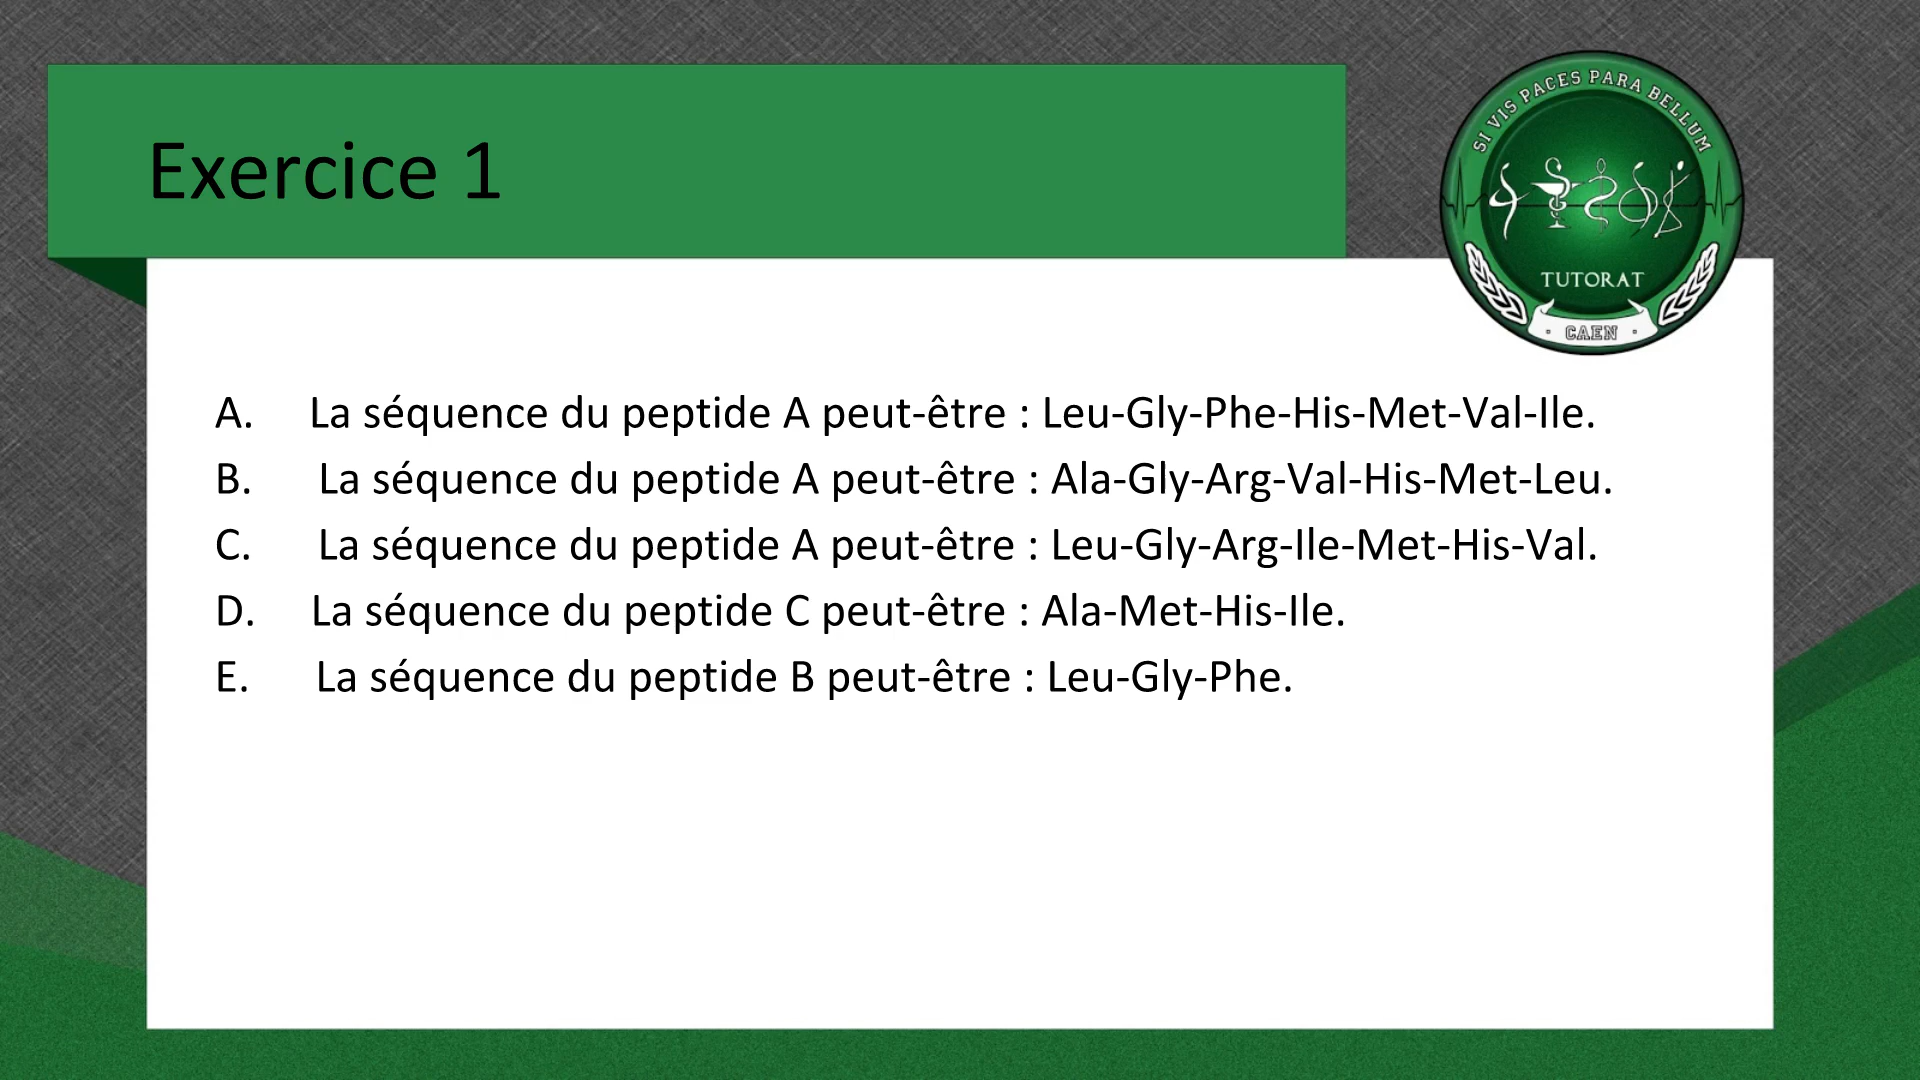 Exercice 1
SI VIS PACES PARA BELLUM
TUTORAT
CAEN
A. La séquence du peptide A peut-être : Leu-Gly-Phe-His-Met-Val-Ile.
B. La séquence du peptide A peut-être : Ala-Gly-Arg-Val-His-Met-Leu.
C. La séquence du peptide A peut-être : Leu-Gly-Arg-Ile-Met-His-Val.
D. La séquence du peptide C peut-être : Ala-Met-His-Ile.
E. La séquence du peptide B peut-être : Leu-Gly-Phe.